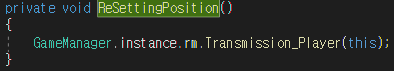 private void ReSettingPosition()
{
    GameManager.instance.rm.Transmission_Player(this);
}